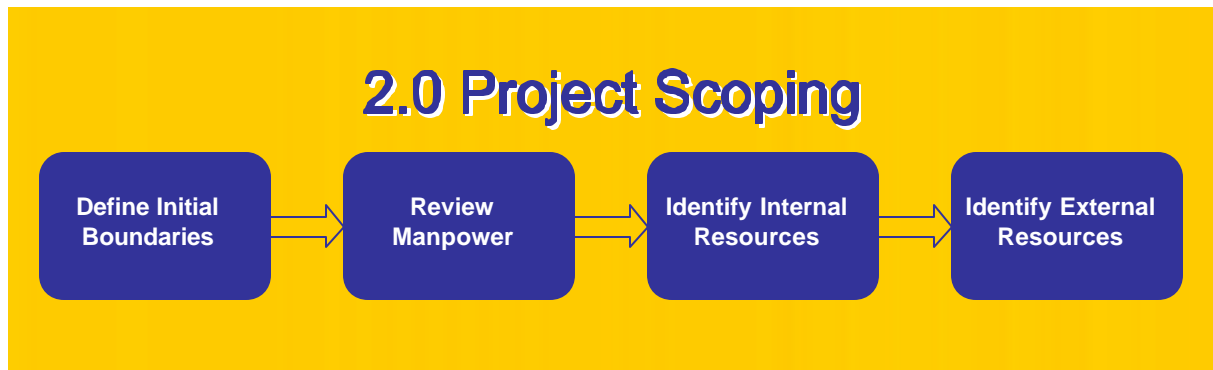 2.0 Project Scoping
Define Initial
Boundaries
Review
Manpower
Identify Internal
Resources
Identify External
Resources